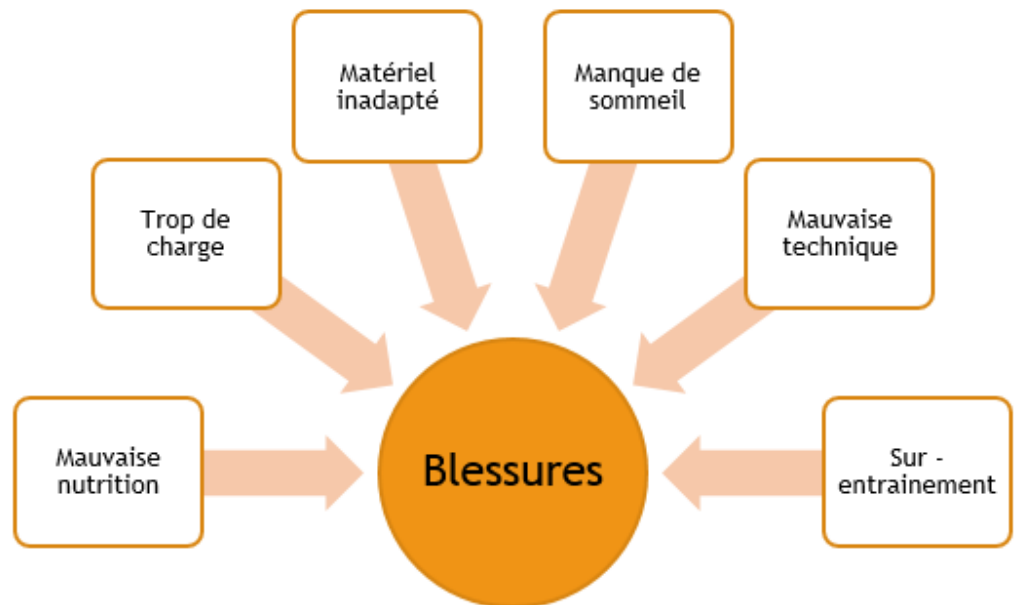 Matériel
inadapté
Manque de
sommeil
Trop de
charge
Mauvaise
technique
Mauvaise
nutrition
Blessures
Sur -
entrainement